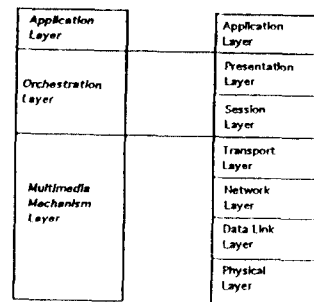 Application
Layer
Orchestration
Layer
Multimedia
Mechanism
Layer
Application
Layer
Presentation
Layer
Session
Layer
Transport
Layer
Network
Layer
Data Link
Layer
Physical
Layer